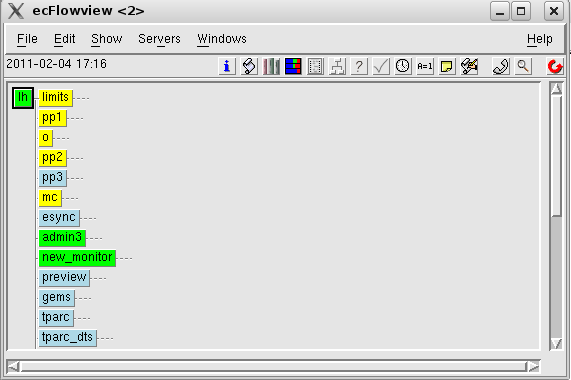 ecFlowview <2>
File Edit Show Servers Windows Help
2011-02-04 17:16 i ? A=1
lh limits
pp1
o
pp2
pp3
mc
esync
admin3
new_monitor
preview
gems
tparc
tparc_dts